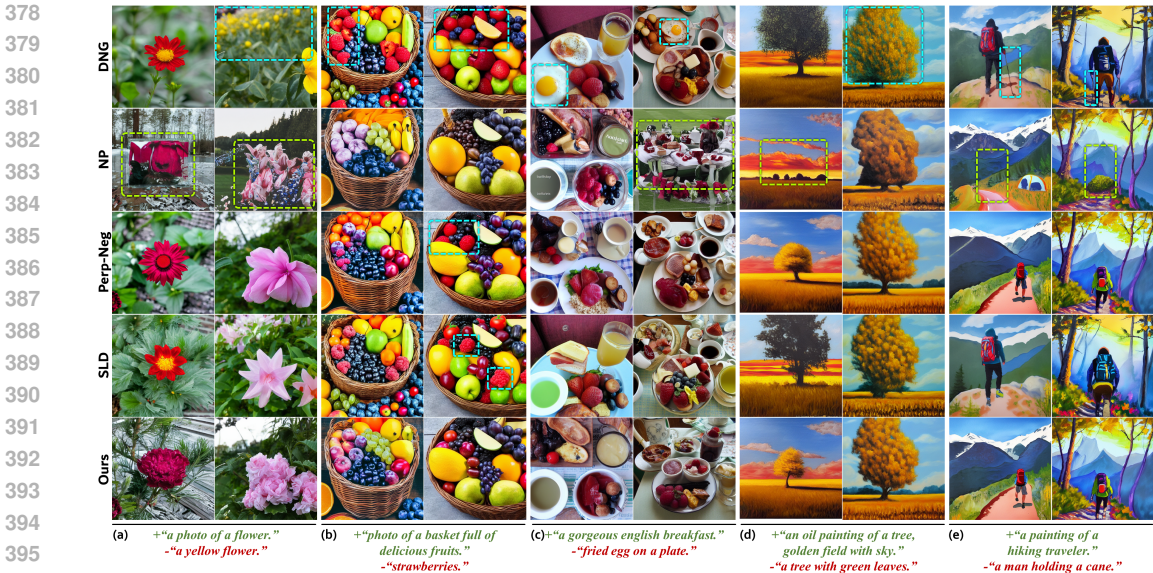 378
379
380
381
382
383
384
385
386
387
388
389
390
391
392
393
394
395
DNG
NP
Perp-Neg
SLD
Ours
(a) +“a photo of a flower.”
-“a yellow flower.”
(b) +“photo of a basket full of
delicious fruits.”
-“strawberries.”
(c) +“a gorgeous english breakfast.”
-“fried egg on a plate.”
(d) +“an oil painting of a tree,
golden field with sky.”
-“a tree with green leaves.”
(e) +“a painting of a
hiking traveler.”
-“a man holding a cane.”